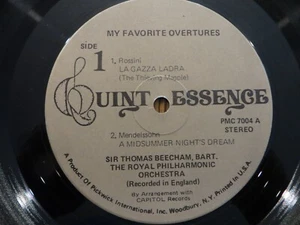 MY FAVORITE OVERTURES
SIDE
1
1. Rossini
LA GAZZA LADRA
(The Thieving Magpie)
QUINTESSENCE
PMC 7004 A
STEREO
2. Mendelssohn
A MIDSUMMER NIGHT'S DREAM
SIR THOMAS BEECHAM, BART.
THE ROYAL PHILHARMONIC
ORCHESTRA
(Recorded in England)
by Arrangement with
CAPITOL Records
A Product Of Pickwick International, Inc. Woodbury, N.Y. Printed In U.S.A.